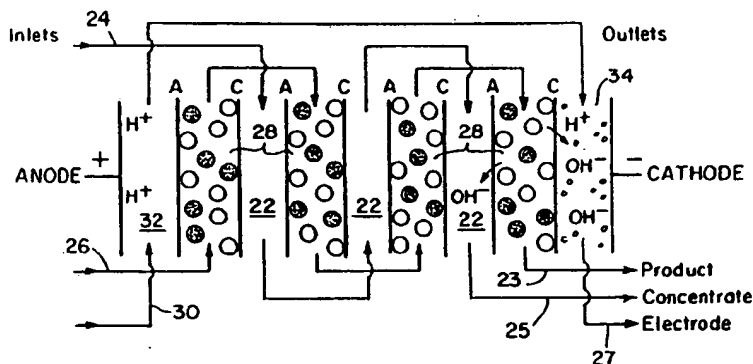 24
Inlets
Outlets
34
A C A C A C A C
H⁺
28
28
H⁺
ANODE +
OH⁻
OH⁻
− CATHODE
H⁺
32
22
22
22
OH⁻
26
23
Product
Concentrate
30
25
Electrode
27